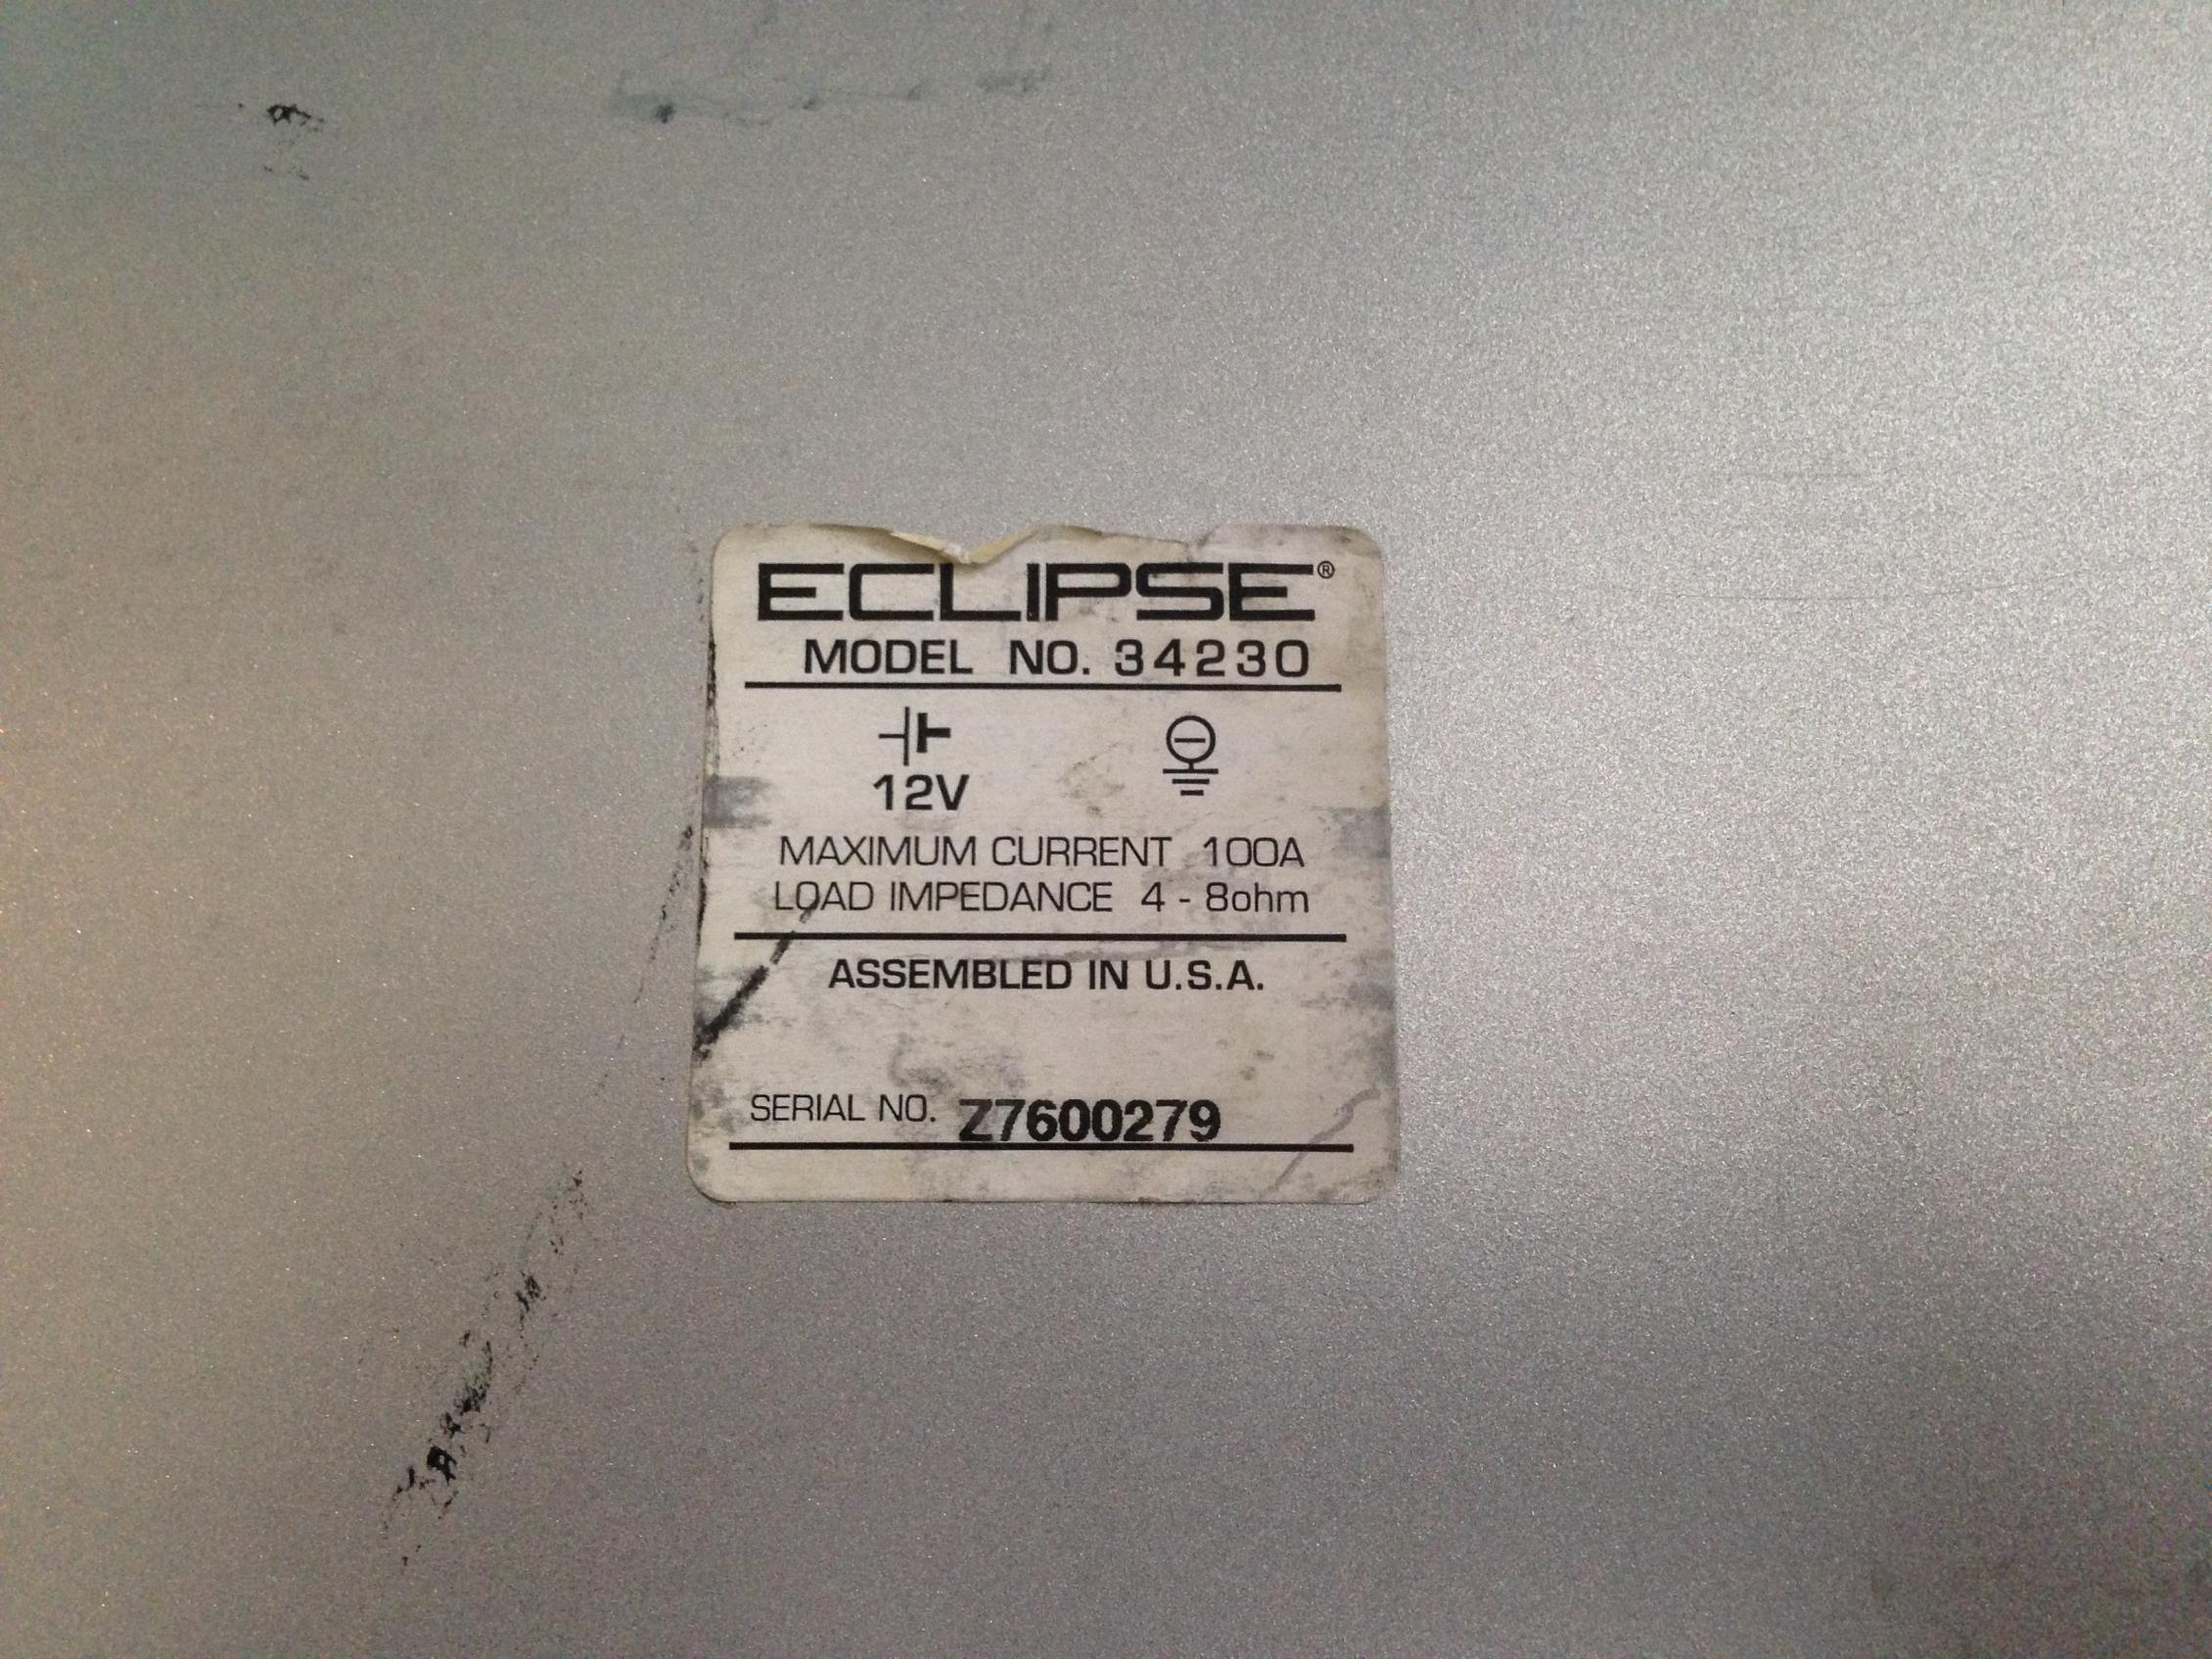 ECLIPSE®
MODEL NO. 34230
12V
MAXIMUM CURRENT 100A
LOAD IMPEDANCE 4 - 8ohm
ASSEMBLED IN U.S.A.
SERIAL NO. Z7600279